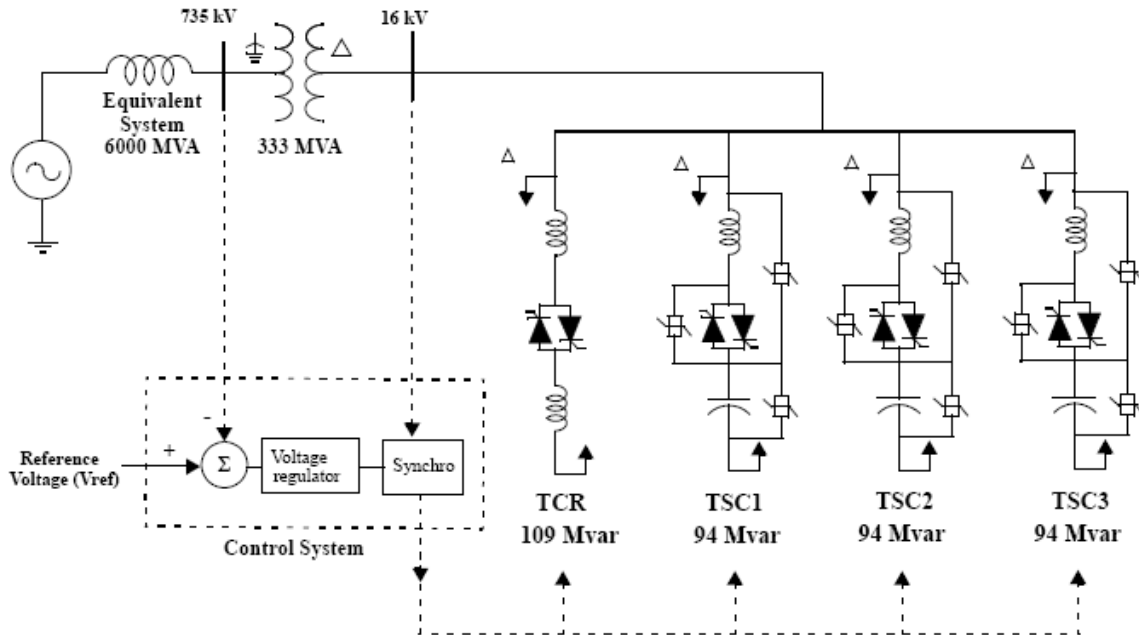 735 kV
16 kV
Equivalent
System
6000 MVA
333 MVA
Δ
Δ
Δ
Δ
Δ
-
+
Reference
Voltage (Vref)
Σ
Voltage
regulator
Synchro
Control System
TCR
109 Mvar
TSC1
94 Mvar
TSC2
94 Mvar
TSC3
94 Mvar